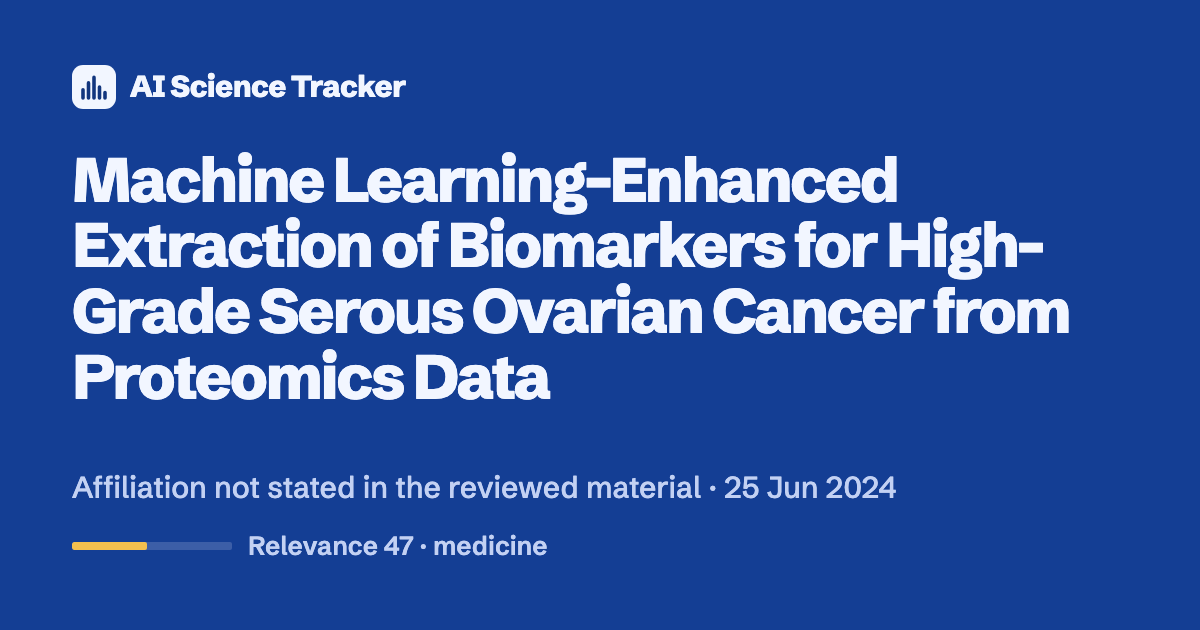 AI Science Tracker
Machine Learning-Enhanced
Extraction of Biomarkers for High-
Grade Serous Ovarian Cancer from
Proteomics Data
Affiliation not stated in the reviewed material · 25 Jun 2024
Relevance 47 · medicine